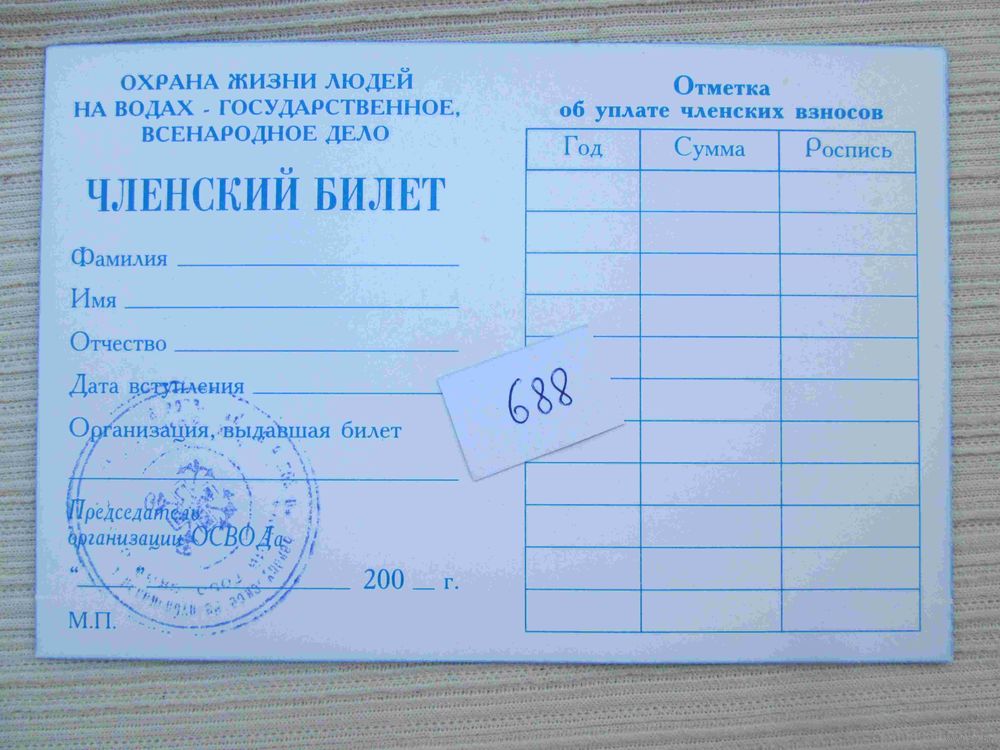 ОХРАНА ЖИЗНИ ЛЮДЕЙ
НА ВОДАХ - ГОСУДАРСТВЕННОЕ,
ВСЕНАРОДНОЕ ДЕЛО
ЧЛЕНСКИЙ БИЛЕТ
Фамилия
Имя
Отчество
Дата вступления
Организация, выдавшая билет
Председатель
организации ОСВОДа
“ ” 200 г.
М.П.
688
Отметка
об уплате членских взносов
Год Сумма Роспись